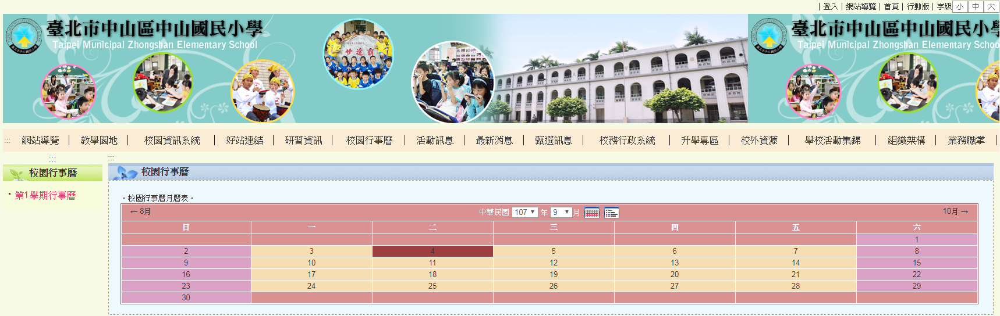 | 登入 | 網站導覽 | 首頁 | 行動版 | 字級 小 中 大
臺北市中山區中山國民小學
Taipei Municipal Zhongshan Elementary School
臺北市中山區中山國民小學
Taipei Municipal Zhongshan Elementary Schoo
::: 網站導覽 | 教學園地 | 校園資訊系統 | 好站連結 | 研習資訊 | 校園行事曆 | 活動訊息 | 最新消息 | 甄選訊息 | 校務行政系統 | 升學專區 | 校外資源 | 學校活動集錦 | 組織架構 | 業務職掌 |
:::
校園行事曆
· 第1學期行事曆
:::
校園行事曆
‧校園行事曆月曆表‧
← 8月 中華民國 107 年 9 月 10月 →
日 一 二 三 四 五 六
1
2 3 4 5 6 7 8
9 10 11 12 13 14 15
16 17 18 19 20 21 22
23 24 25 26 27 28 29
30